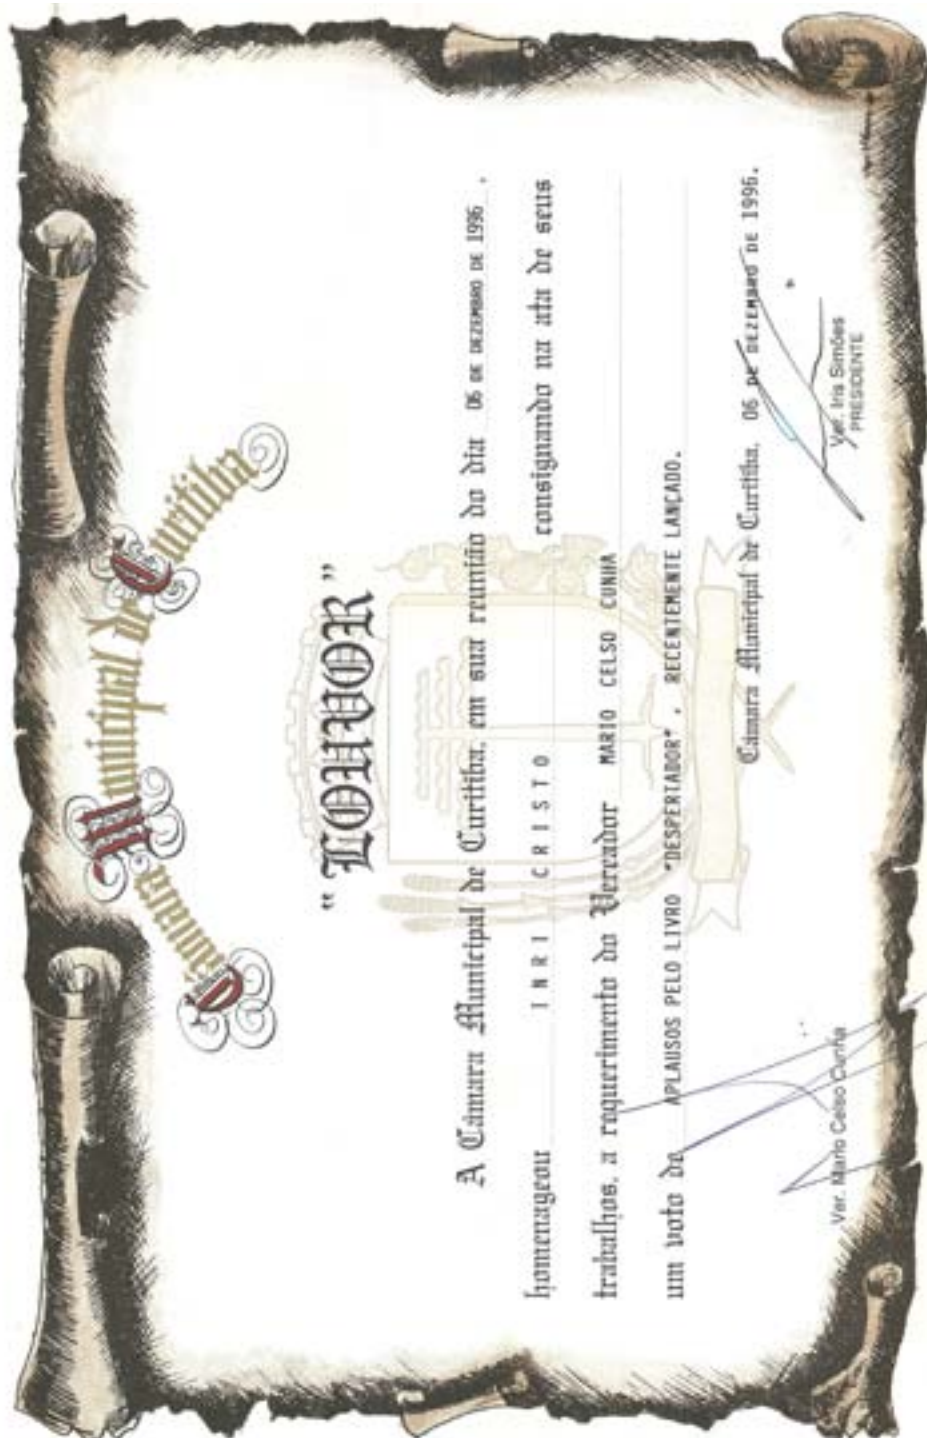 Câmara Municipal de Curitiba
"LOUVOR"
A Câmara Municipal de Curitiba, em sua reunião do dia 06 DE DEZEMBRO DE 1996 ,
homenageou INRI CRISTO consignando na ata de seus
trabalhos, a requerimento do Vereador MARIO CELSO CUNHA
um voto de APLAUSOS PELO LIVRO "DESPERTADOR", RECENTEMENTE LANÇADO.
Câmara Municipal de Curitiba, 06 DE DEZEMBRO DE 1996.
Ver. Mario Celso Cunha
Ver. Iris Simões
PRESIDENTE